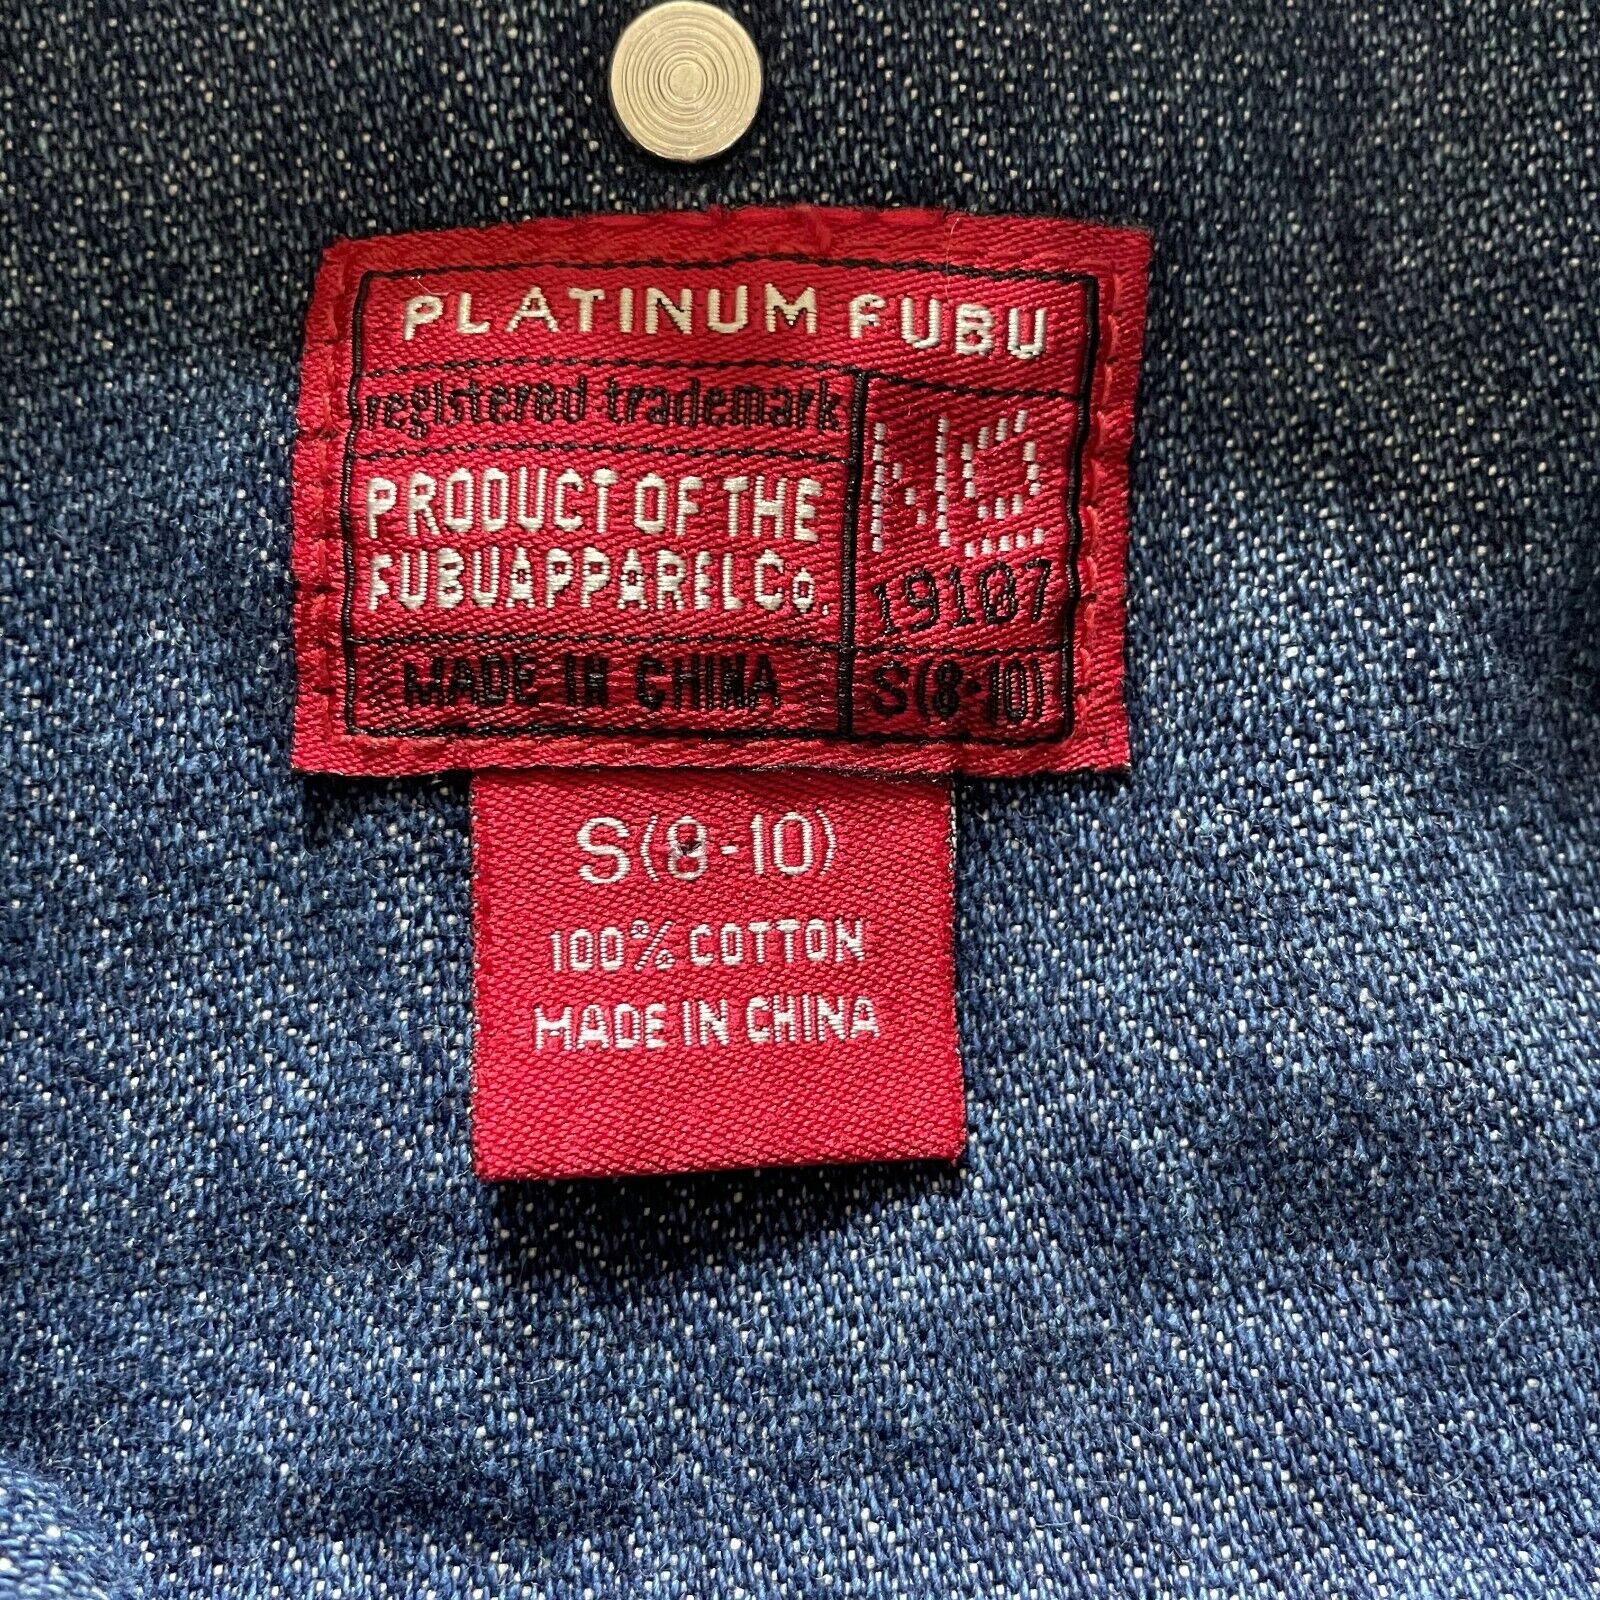 PLATINUM FUBU
registered trademark
NO
PRODUCT OF THE
FUBU APPAREL Co.
19107
MADE IN CHINA
S(8-10)
S(8-10)
100% COTTON
MADE IN CHINA